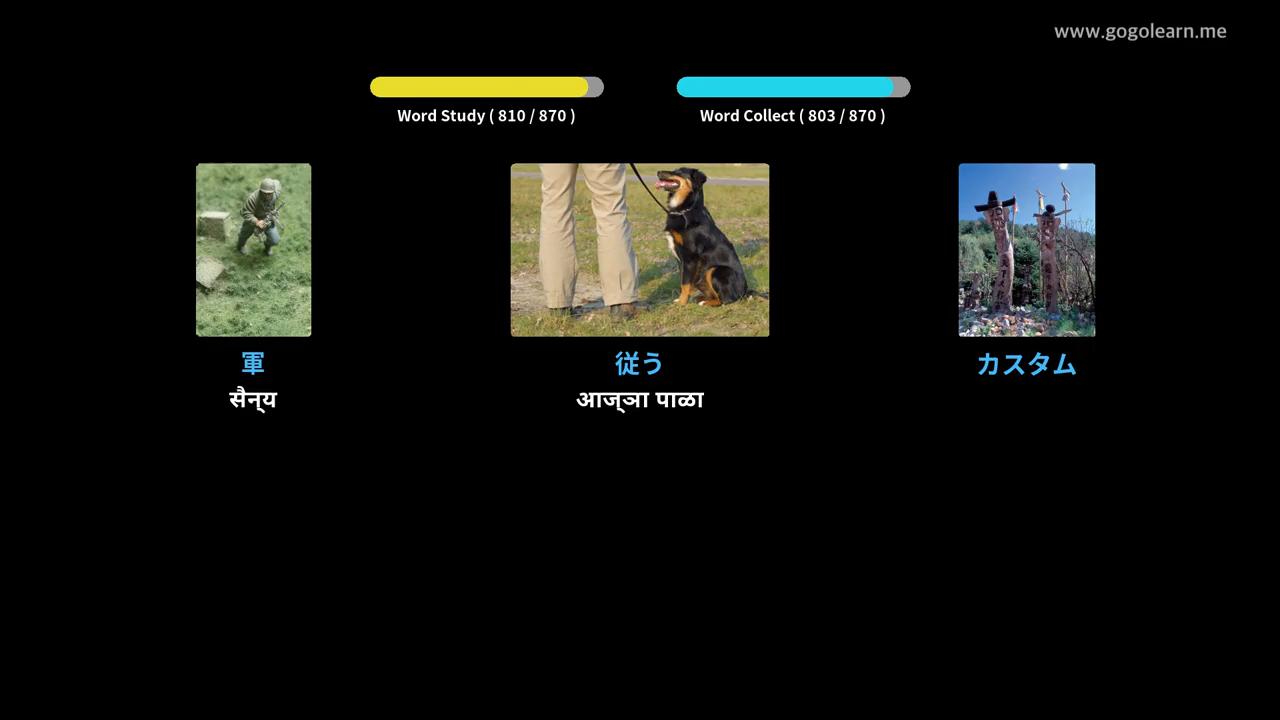 www.gogolearn.me
Word Study ( 810 / 870 )
Word Collect ( 803 / 870 )
軍
従う
カスタム
सैन्य
आज्ञा पाळा